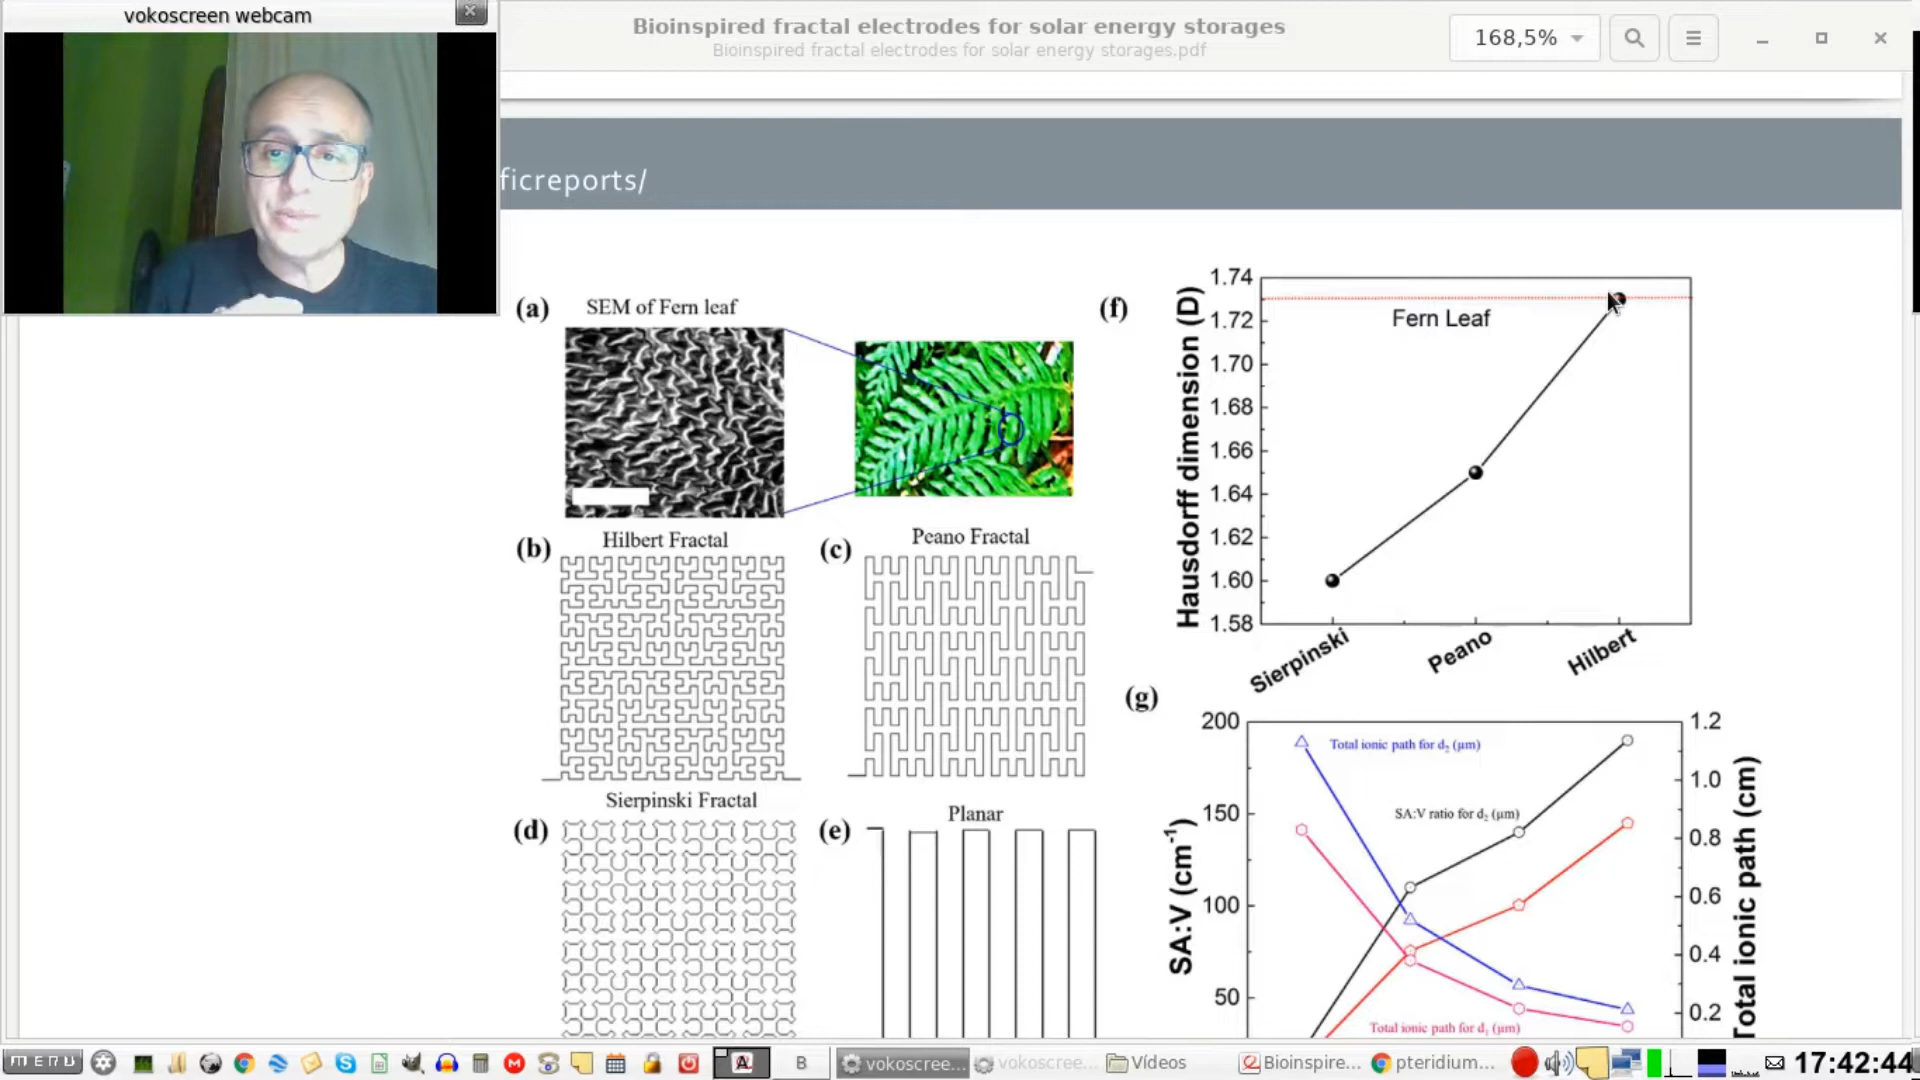 vokoscreen webcam
Bioinspired fractal electrodes for solar energy storages
Bioinspired fractal electrodes for solar energy storages.pdf
168,5%
ficreports/
(a)
SEM of Fern leaf
(b)
Hilbert Fractal
(c)
Peano Fractal
(d)
Sierpinski Fractal
(e)
Planar
(f)
Hausdorff dimension (D)
1.74
1.72
1.70
1.68
1.66
1.64
1.62
1.60
1.58
Fern Leaf
Sierpinski
Peano
Hilbert
(g)
SA:V (cm-1)
200
150
100
50
Total ionic path for d2 (µm)
SA:V ratio for d2 (µm)
Total ionic path for d1 (µm)
1.2
1.0
0.8
0.6
0.4
0.2
Total ionic path (cm)
MENU
A
B
vokoscree...
vokoscree...
Vídeos
Bioinspire...
pteridium...
17:42:44